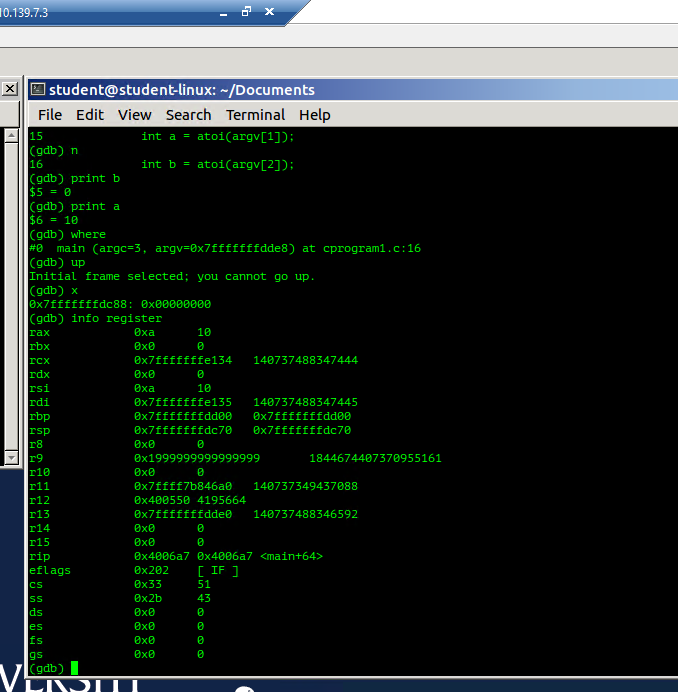 10.139.7.3
student@student-linux: ~/Documents
File Edit View Search Terminal Help
15 int a = atoi(argv[1]);
(gdb) n
16 int b = atoi(argv[2]);
(gdb) print b
$5 = 0
(gdb) print a
$6 = 10
(gdb) where
#0 main (argc=3, argv=0x7fffffffdde8) at cprogram1.c:16
(gdb) up
Initial frame selected; you cannot go up.
(gdb) x
0x7fffffffdc88: 0x00000000
(gdb) info register
rax 0xa 10
rbx 0x0 0
rcx 0x7fffffffe134 140737488347444
rdx 0x0 0
rsi 0xa 10
rdi 0x7fffffffe135 140737488347445
rbp 0x7fffffffdd00 0x7fffffffdd00
rsp 0x7fffffffdc70 0x7fffffffdc70
r8 0x0 0
r9 0x1999999999999999 1844674407370955161
r10 0x0 0
r11 0x7ffff7b846a0 140737349437088
r12 0x400550 4195664
r13 0x7fffffffdde0 140737488346592
r14 0x0 0
r15 0x0 0
rip 0x4006a7 0x4006a7 <main+64>
eflags 0x202 [ IF ]
cs 0x33 51
ss 0x2b 43
ds 0x0 0
es 0x0 0
fs 0x0 0
gs 0x0 0
(gdb)